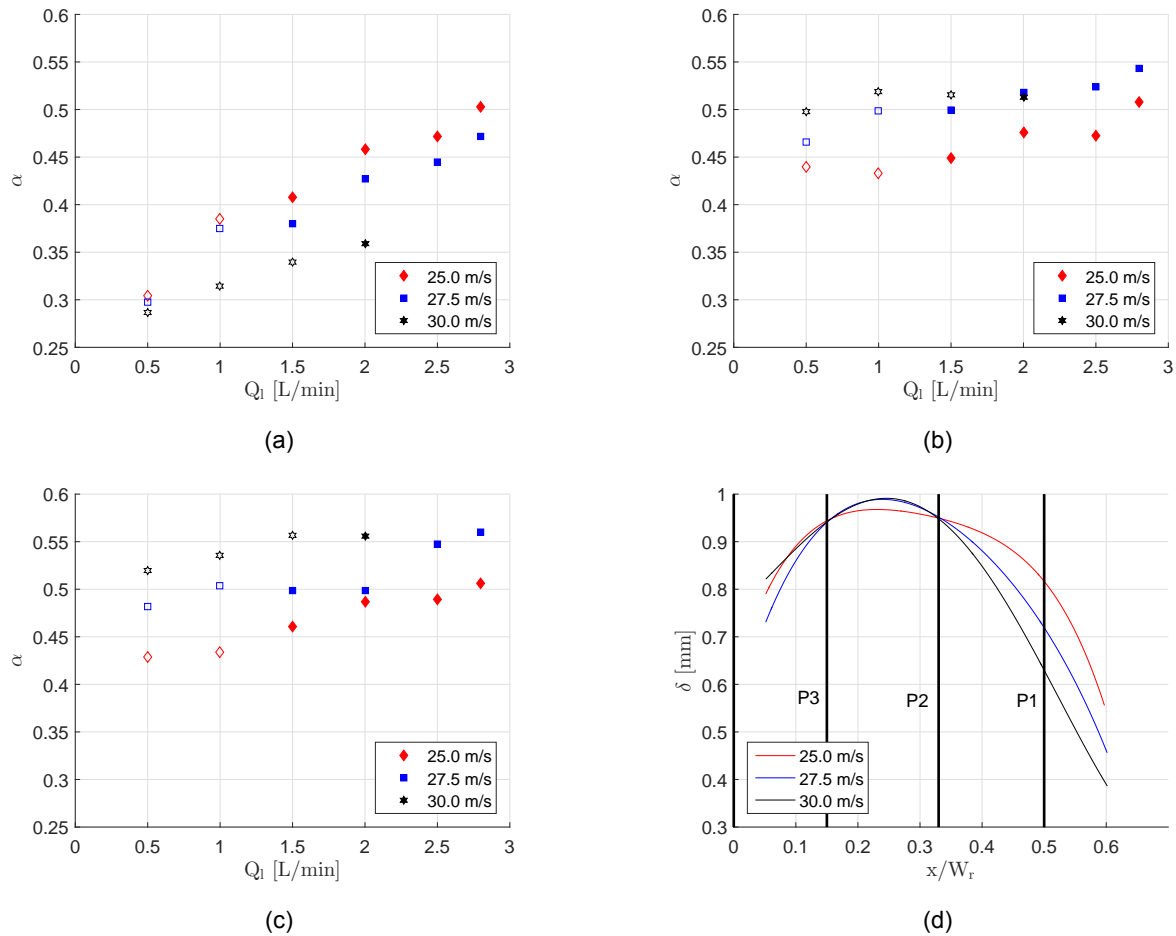 0.6
0.55
0.5
0.45
0.4
0.35
0.3
0.25
α
0 0.5 1 1.5 2 2.5 3
Q_l [L/min]
25.0 m/s
27.5 m/s
30.0 m/s
(a)
0.6
0.55
0.5
0.45
0.4
0.35
0.3
0.25
α
0 0.5 1 1.5 2 2.5 3
Q_l [L/min]
25.0 m/s
27.5 m/s
30.0 m/s
(b)
0.6
0.55
0.5
0.45
0.4
0.35
0.3
0.25
α
0 0.5 1 1.5 2 2.5 3
Q_l [L/min]
25.0 m/s
27.5 m/s
30.0 m/s
(c)
1
0.9
0.8
0.7
0.6
0.5
0.4
0.3
δ [mm]
P3 P2 P1
25.0 m/s
27.5 m/s
30.0 m/s
0 0.1 0.2 0.3 0.4 0.5 0.6
x/W_r
(d)